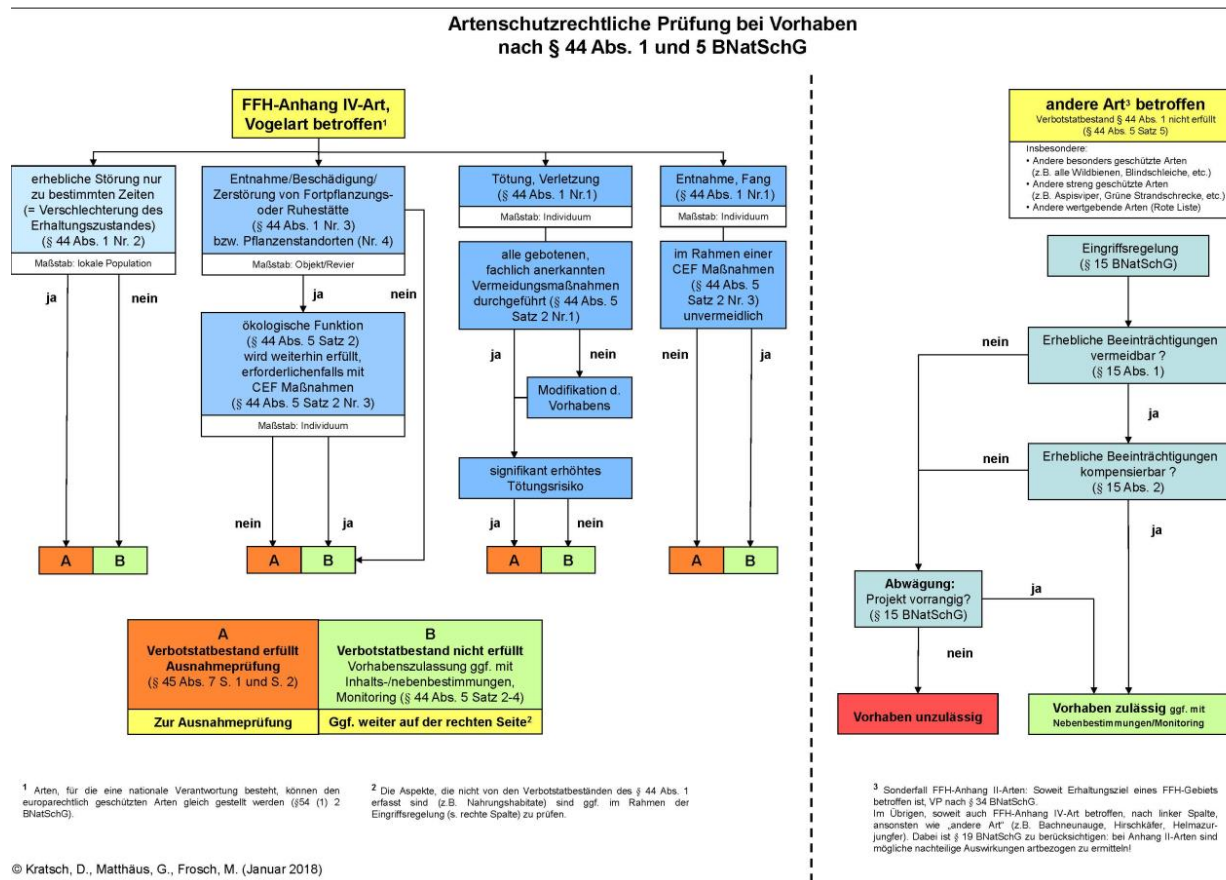 Artenschutzrechtliche Prüfung bei Vorhaben
nach § 44 Abs. 1 und 5 BNatSchG
FFH-Anhang IV-Art,
Vogelart betroffen¹
erhebliche Störung nur
zu bestimmten Zeiten
(= Verschlechterung des
Erhaltungszustandes)
(§ 44 Abs. 1 Nr. 2)
Maßstab: lokale Population
ja
nein
Entnahme/Beschädigung/
Zerstörung von Fortpflanzungs-
oder Ruhestätte
(§ 44 Abs. 1 Nr. 3)
bzw. Pflanzenstandorten (Nr. 4)
Maßstab: Objekt/Revier
ja
nein
ökologische Funktion
(§ 44 Abs. 5 Satz 2)
wird weiterhin erfüllt,
erforderlichenfalls mit
CEF Maßnahmen
(§ 44 Abs. 5 Satz 2 Nr. 3)
Maßstab: Individuum
nein
ja
Tötung, Verletzung
(§ 44 Abs. 1 Nr.1)
Maßstab: Individuum
alle gebotenen,
fachlich anerkannten
Vermeidungsmaßnahmen
durchgeführt (§ 44 Abs. 5
Satz 2 Nr.1)
ja
nein
Modifikation d.
Vorhabens
signifikant erhöhtes
Tötungsrisiko
ja
nein
Entnahme, Fang
(§ 44 Abs. 1 Nr.1)
Maßstab: Individuum
im Rahmen einer
CEF Maßnahmen
(§ 44 Abs. 5
Satz 2 Nr. 3)
unvermeidlich
nein
ja
A B
A B
A B
A B
A
Verbotstatbestand erfüllt
Ausnahmeprüfung
(§ 45 Abs. 7 S. 1 und S. 2)
Zur Ausnahmeprüfung
B
Verbotstatbestand nicht erfüllt
Vorhabenszulassung ggf. mit
Inhalts-/nebenbestimmungen,
Monitoring (§ 44 Abs. 5 Satz 2-4)
Ggf. weiter auf der rechten Seite²
¹ Arten, für die eine nationale Verantwortung besteht, können den
europarechtlich geschützten Arten gleich gestellt werden (§54 (1) 2
BNatSchG).
² Die Aspekte, die nicht von den Verbotstatbeständen des § 44 Abs. 1
erfasst sind (z.B. Nahrungshabitate) sind ggf. im Rahmen der
Eingriffsregelung (s. rechte Spalte) zu prüfen.
© Kratsch, D., Matthäus, G., Frosch, M. (Januar 2018)
andere Art³ betroffen
Verbotstatbestand § 44 Abs. 1 nicht erfüllt
(§ 44 Abs. 5 Satz 5)
Insbesondere:
• Andere besonders geschützte Arten
(z.B. alle Wildbienen, Blindschleiche, etc.)
• Andere streng geschützte Arten
(z.B. Aspisviper, Grüne Strandschrecke, etc.)
• Andere wertgebende Arten (Rote Liste)
Eingriffsregelung
(§ 15 BNatSchG)
nein
Erhebliche Beeinträchtigungen
vermeidbar ?
(§ 15 Abs. 1)
ja
nein
Erhebliche Beeinträchtigungen
kompensierbar ?
(§ 15 Abs. 2)
ja
Abwägung:
Projekt vorrangig?
(§ 15 BNatSchG)
ja
nein
Vorhaben unzulässig
Vorhaben zulässig ggf. mit
Nebenbestimmungen/Monitoring
³ Sonderfall FFH-Anhang II-Arten: Soweit Erhaltungsziel eines FFH-Gebiets
betroffen ist, VP nach § 34 BNatSchG.
Im Übrigen, soweit auch FFH-Anhang IV-Art betroffen, nach linker Spalte,
ansonsten wie „andere Art“ (z.B. Bachneunauge, Hirschkäfer, Helmazur-
jungfer). Dabei ist § 19 BNatSchG zu berücksichtigen: bei Anhang II-Arten sind
mögliche nachteilige Auswirkungen artbezogen zu ermitteln!